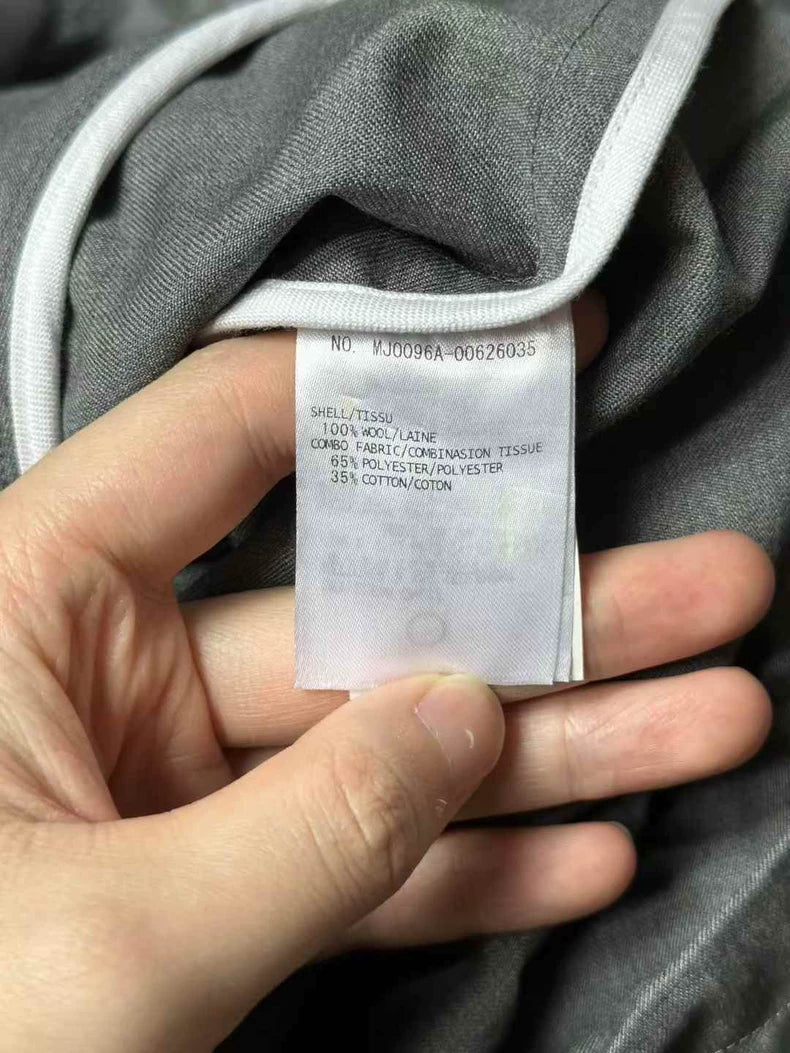 NO. MJ0096A-00626035
SHELL/TISSU
100% WOOL/LAINE
COMBO FABRIC/COMBINASION TISSUE
65% POLYESTER/POLYESTER
35% COTTON/COTON